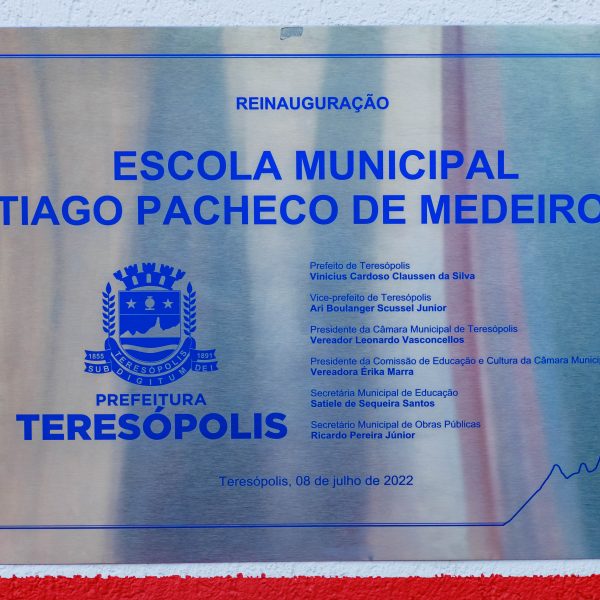 REINAUGURAÇÃO
ESCOLA MUNICIPAL
TIAGO PACHECO DE MEDEIRO
Prefeito de Teresópolis
Vinicius Cardoso Claussen da Silva
Vice-prefeito de Teresópolis
Ari Boulanger Scussel Junior
Presidente da Câmara Municipal de Teresópolis
Vereador Leonardo Vasconcellos
Presidente da Comissão de Educação e Cultura da Câmara Munici
Vereadora Érika Marra
Secretária Municipal de Educação
Satiele de Sequeira Santos
Secretário Municipal de Obras Públicas
Ricardo Pereira Júnior
1855 TERESÓPOLIS 1891
SUB DIGITUM DEI
PREFEITURA
TERESÓPOLIS
Teresópolis, 08 de julho de 2022